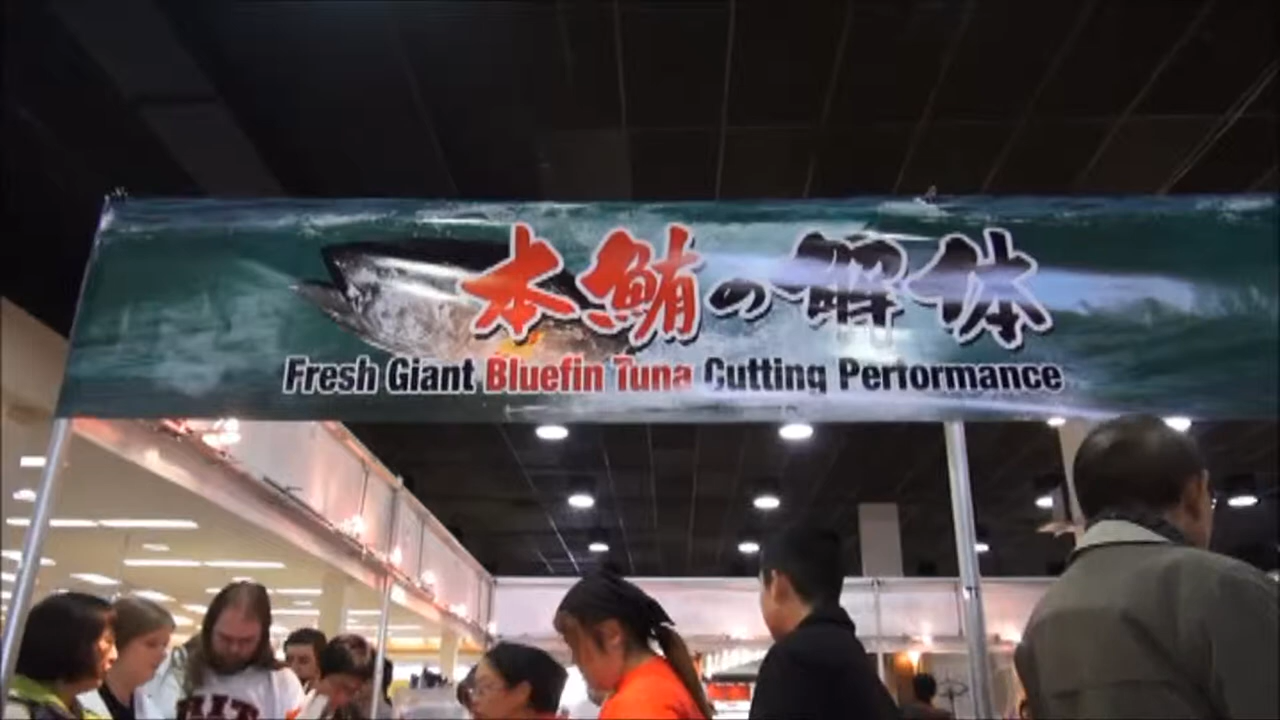 本鮪の解体
Fresh Giant Bluefin Tuna Cutting Performance